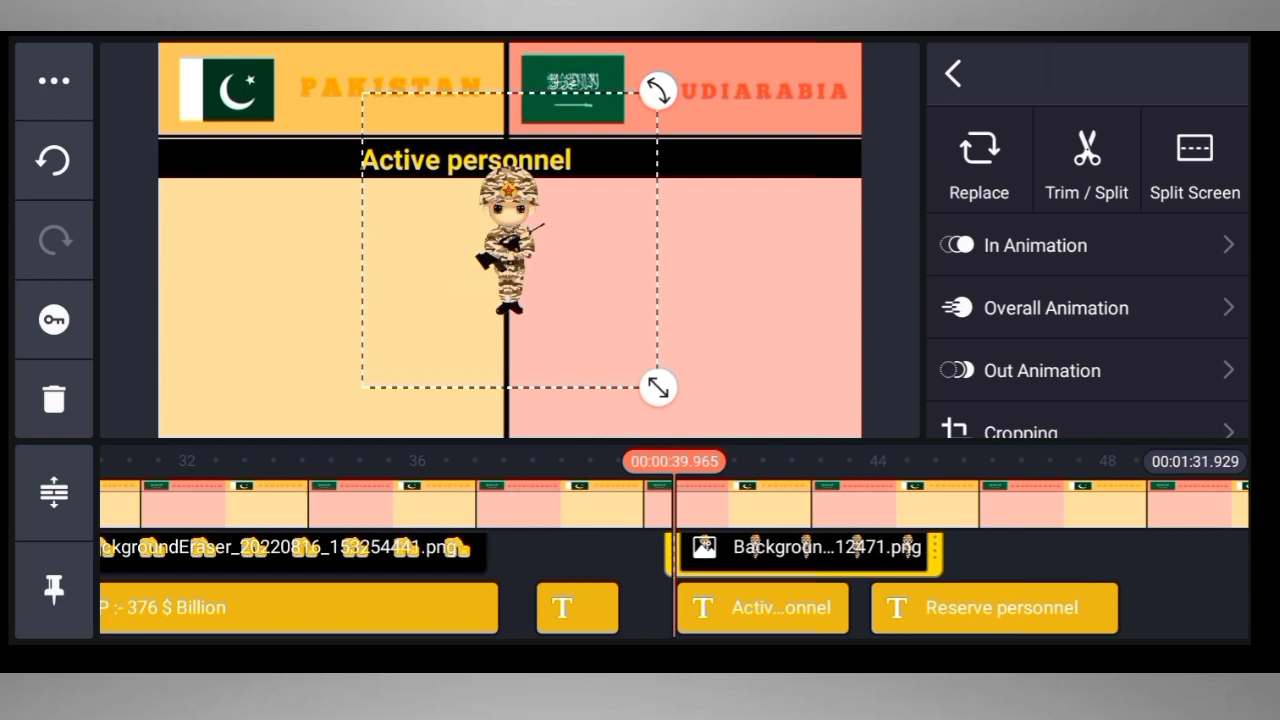 PAKISTAN
UDIARABIA
Active personnel
Replace
Trim / Split
Split Screen
In Animation
Overall Animation
Out Animation
Cropping
32
36
00:00:39.965
44
48
00:01:31.929
ckgroundEraser_20220816_153254441.png
Backgroun...12471.png
P :- 376 $ Billion
T
T Activ...onnel
T Reserve personnel